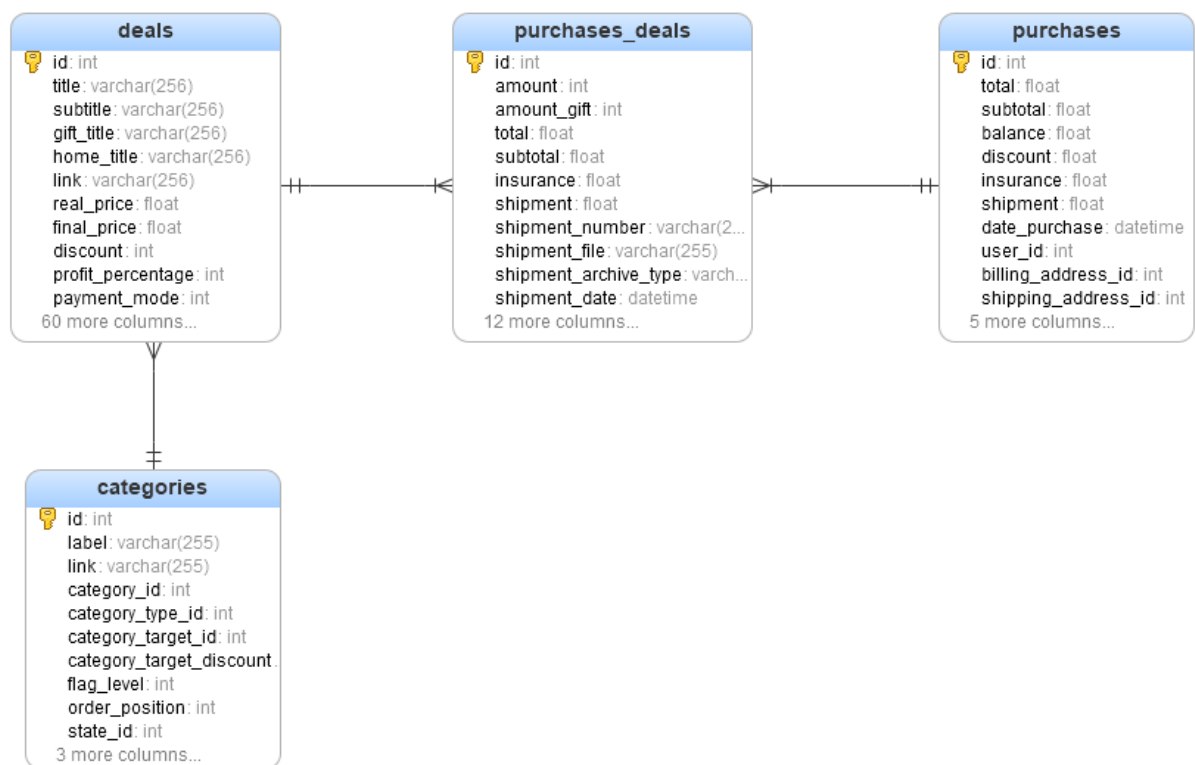 deals
id: int
title: varchar(256)
subtitle: varchar(256)
gift_title: varchar(256)
home_title: varchar(256)
link: varchar(256)
real_price: float
final_price: float
discount: int
profit_percentage: int
payment_mode: int
60 more columns...
purchases_deals
id: int
amount: int
amount_gift: int
total: float
subtotal: float
insurance: float
shipment: float
shipment_number: varchar(2...
shipment_file: varchar(255)
shipment_archive_type: varch...
shipment_date: datetime
12 more columns...
purchases
id: int
total: float
subtotal: float
balance: float
discount: float
insurance: float
shipment: float
date_purchase: datetime
user_id: int
billing_address_id: int
shipping_address_id: int
5 more columns...
categories
id: int
label: varchar(255)
link: varchar(255)
category_id: int
category_type_id: int
category_target_id: int
category_target_discount.
flag_level: int
order_position: int
state_id: int
3 more columns...